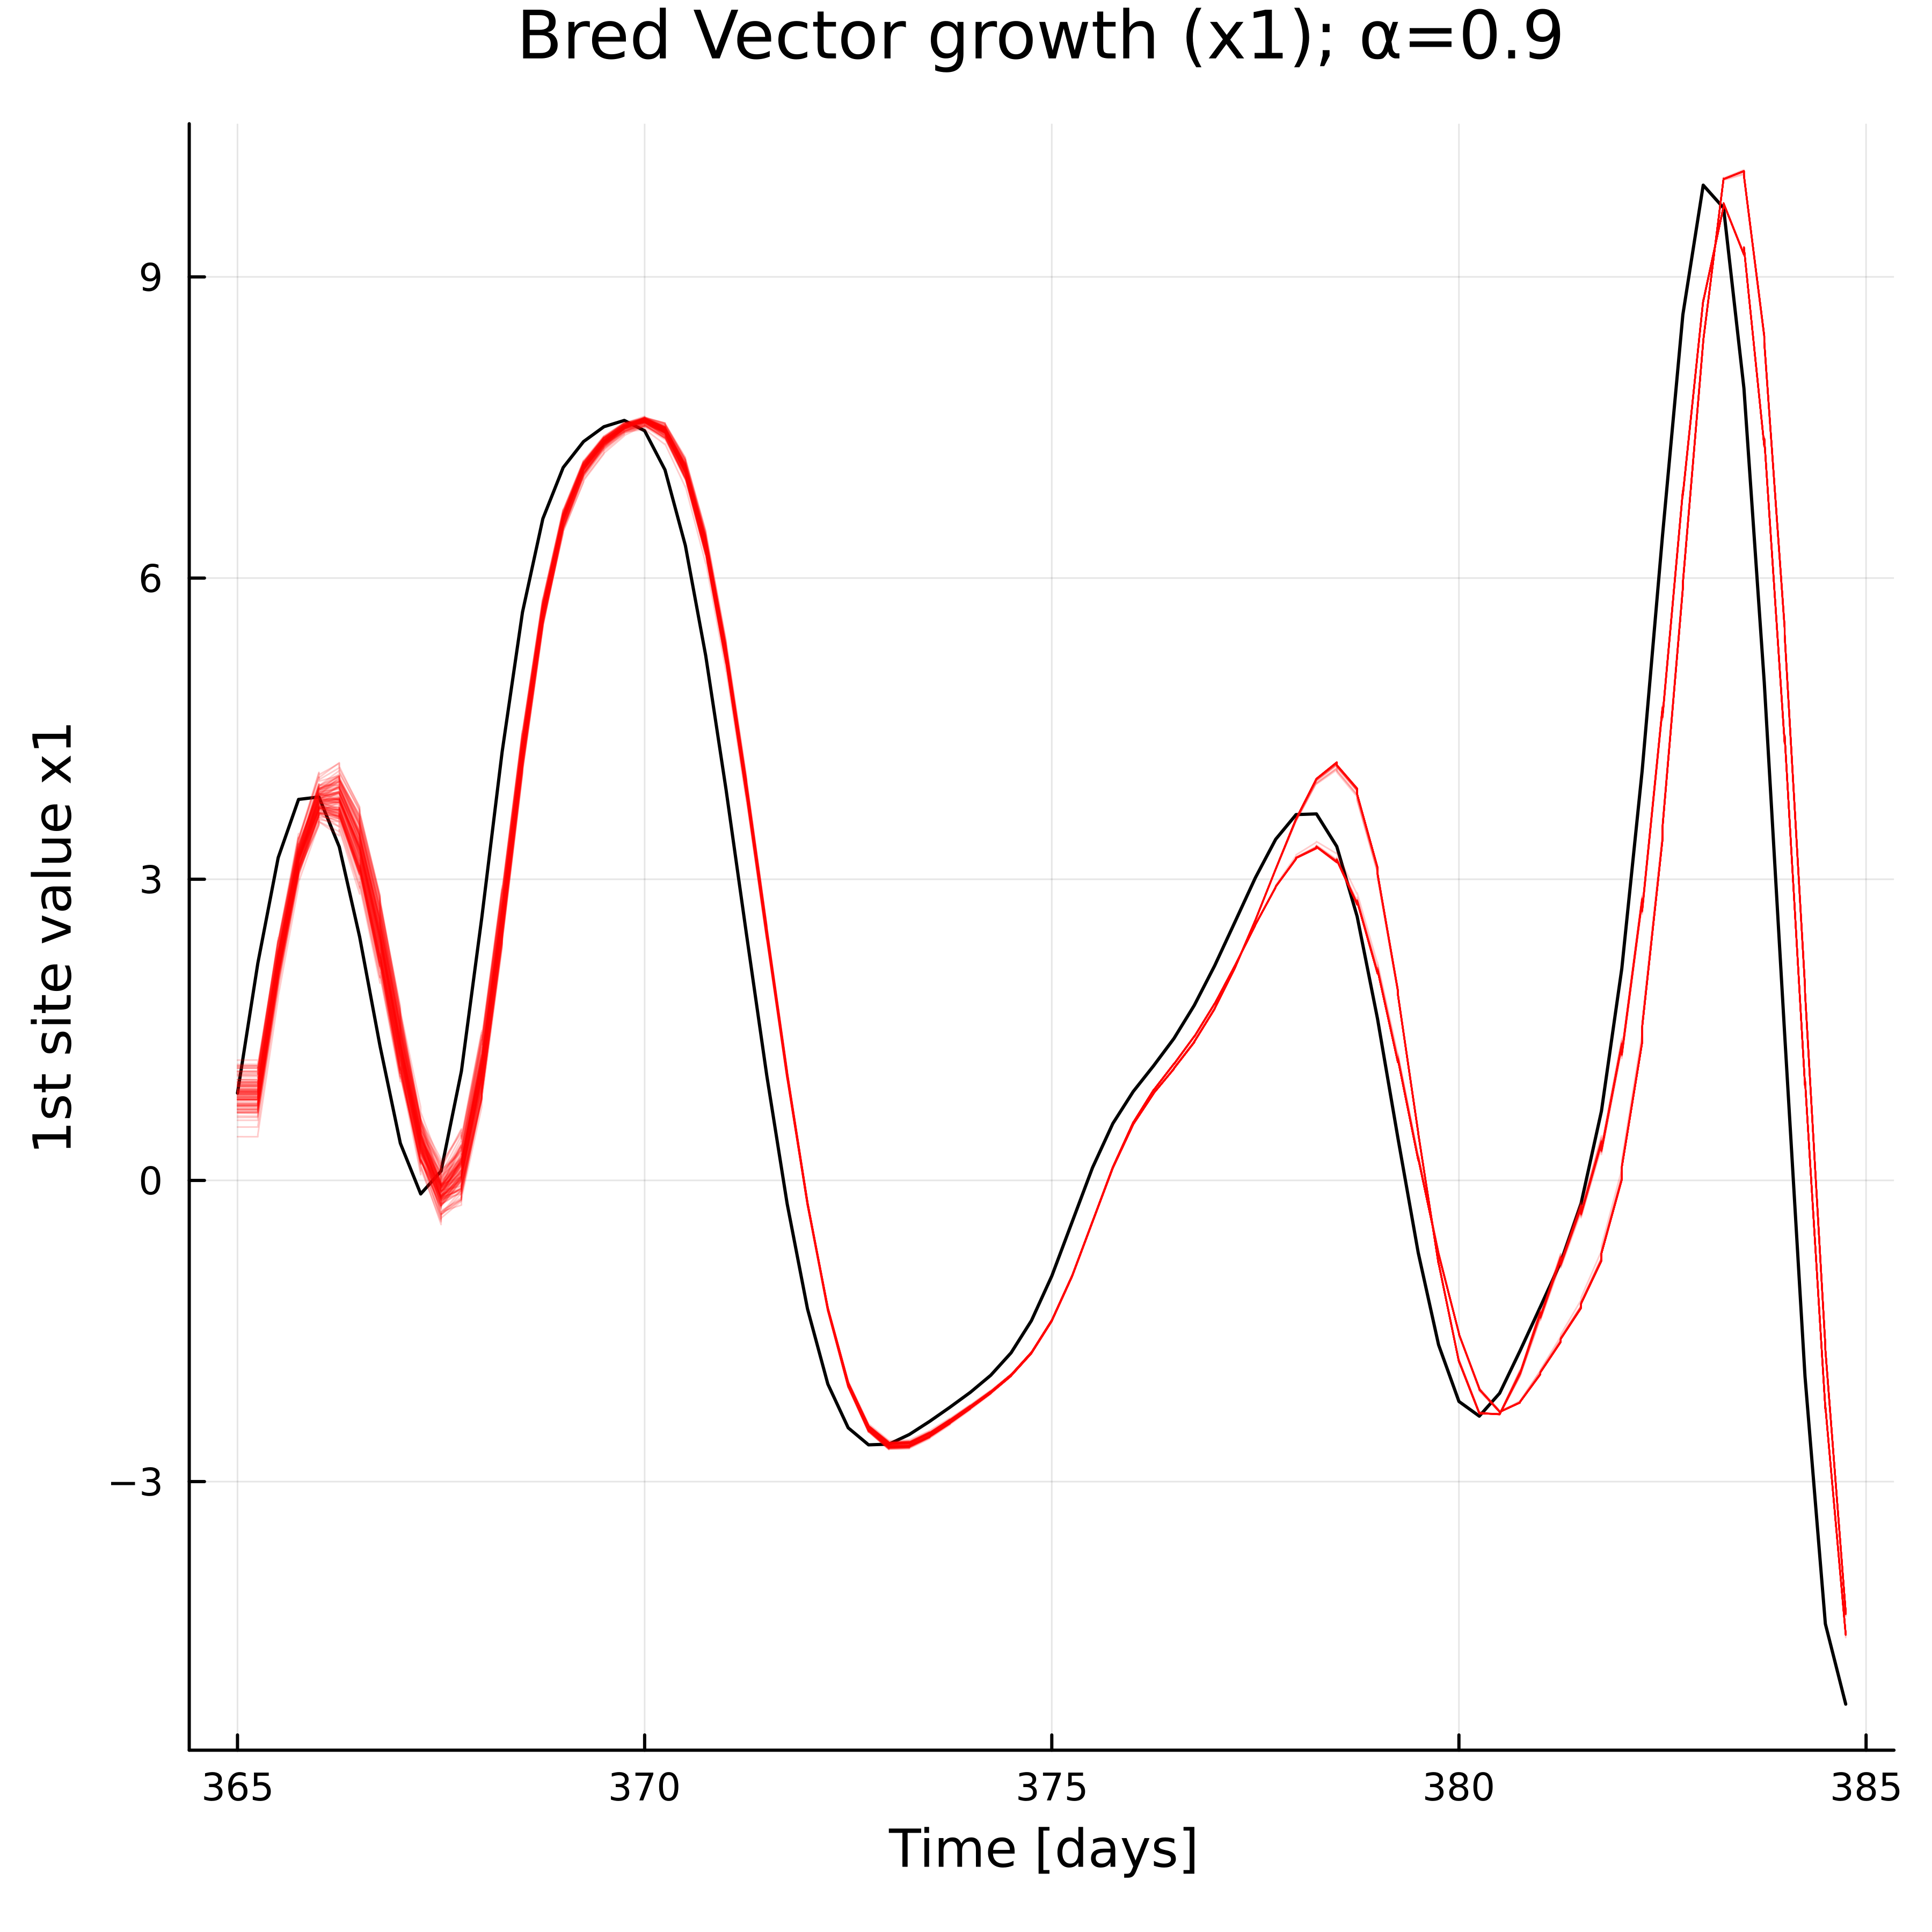 Bred Vector growth (x1); α=0.9
1st site value x1
9
6
3
0
−3
365 370 375 380 385
Time [days]